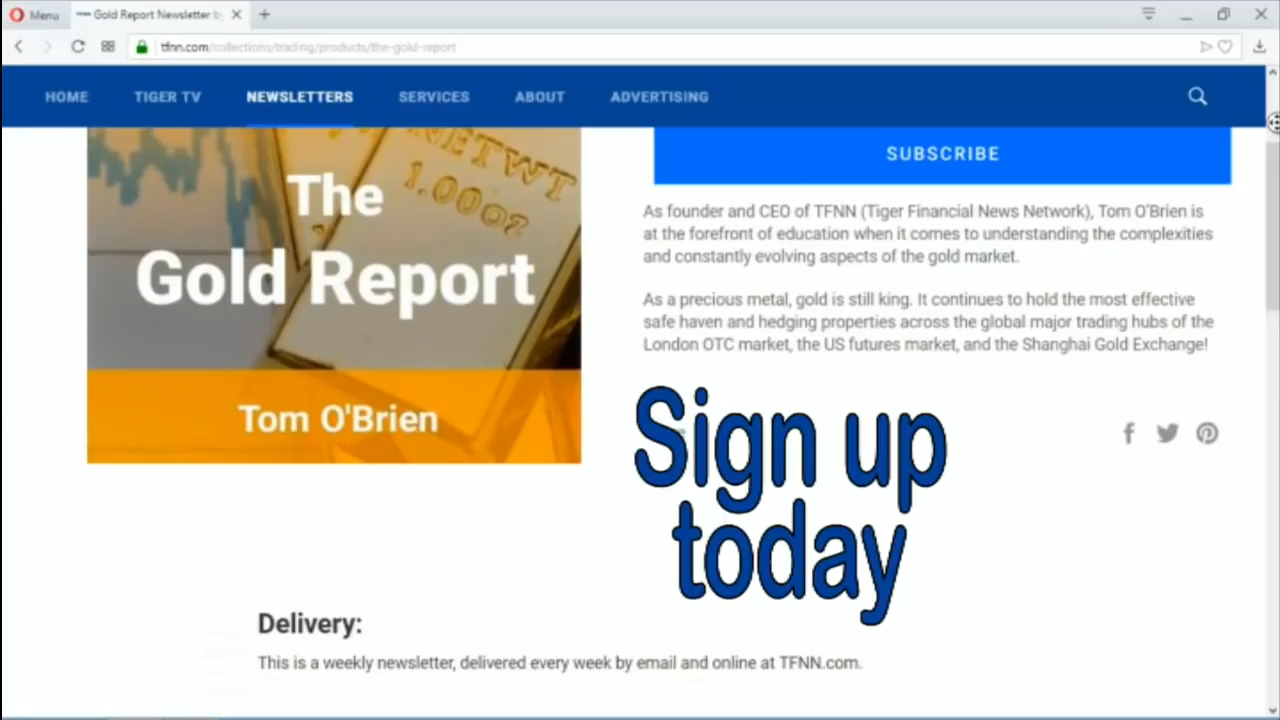 Menu
Gold Report Newsletter b
tfnn.com/collections/trading/products/the-gold-report
HOME TIGER TV NEWSLETTERS SERVICES ABOUT ADVERTISING
NETWT
1.00oz
The
Gold Report
Tom O'Brien
SUBSCRIBE
As founder and CEO of TFNN (Tiger Financial News Network), Tom O'Brien is
at the forefront of education when it comes to understanding the complexities
and constantly evolving aspects of the gold market.
As a precious metal, gold is still king. It continues to hold the most effective
safe haven and hedging properties across the global major trading hubs of the
London OTC market, the US futures market, and the Shanghai Gold Exchange!
Sign up
today
Delivery:
This is a weekly newsletter, delivered every week by email and online at TFNN.com.